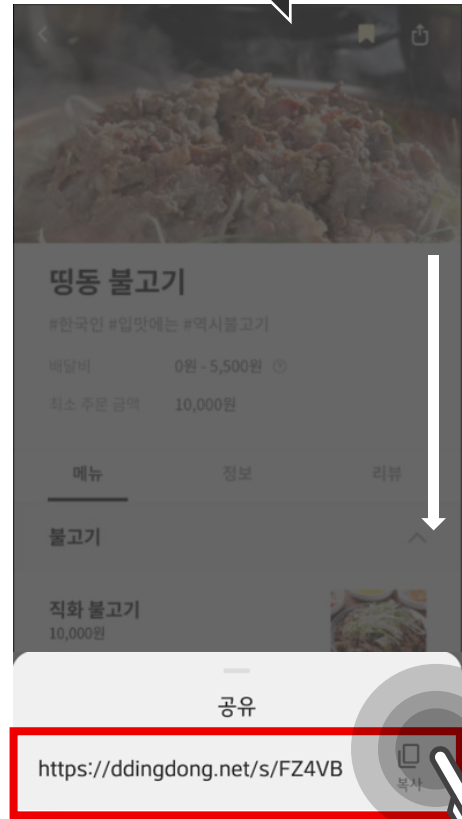 띵동 불고기
#한국인 #입맛에는 #역시불고기
배달비 0원 - 5,500원 ?
최소 주문 금액 10,000원
메뉴 정보 리뷰
불고기
직화 불고기
10,000원
공유
https://ddingdong.net/s/FZ4VB
복사